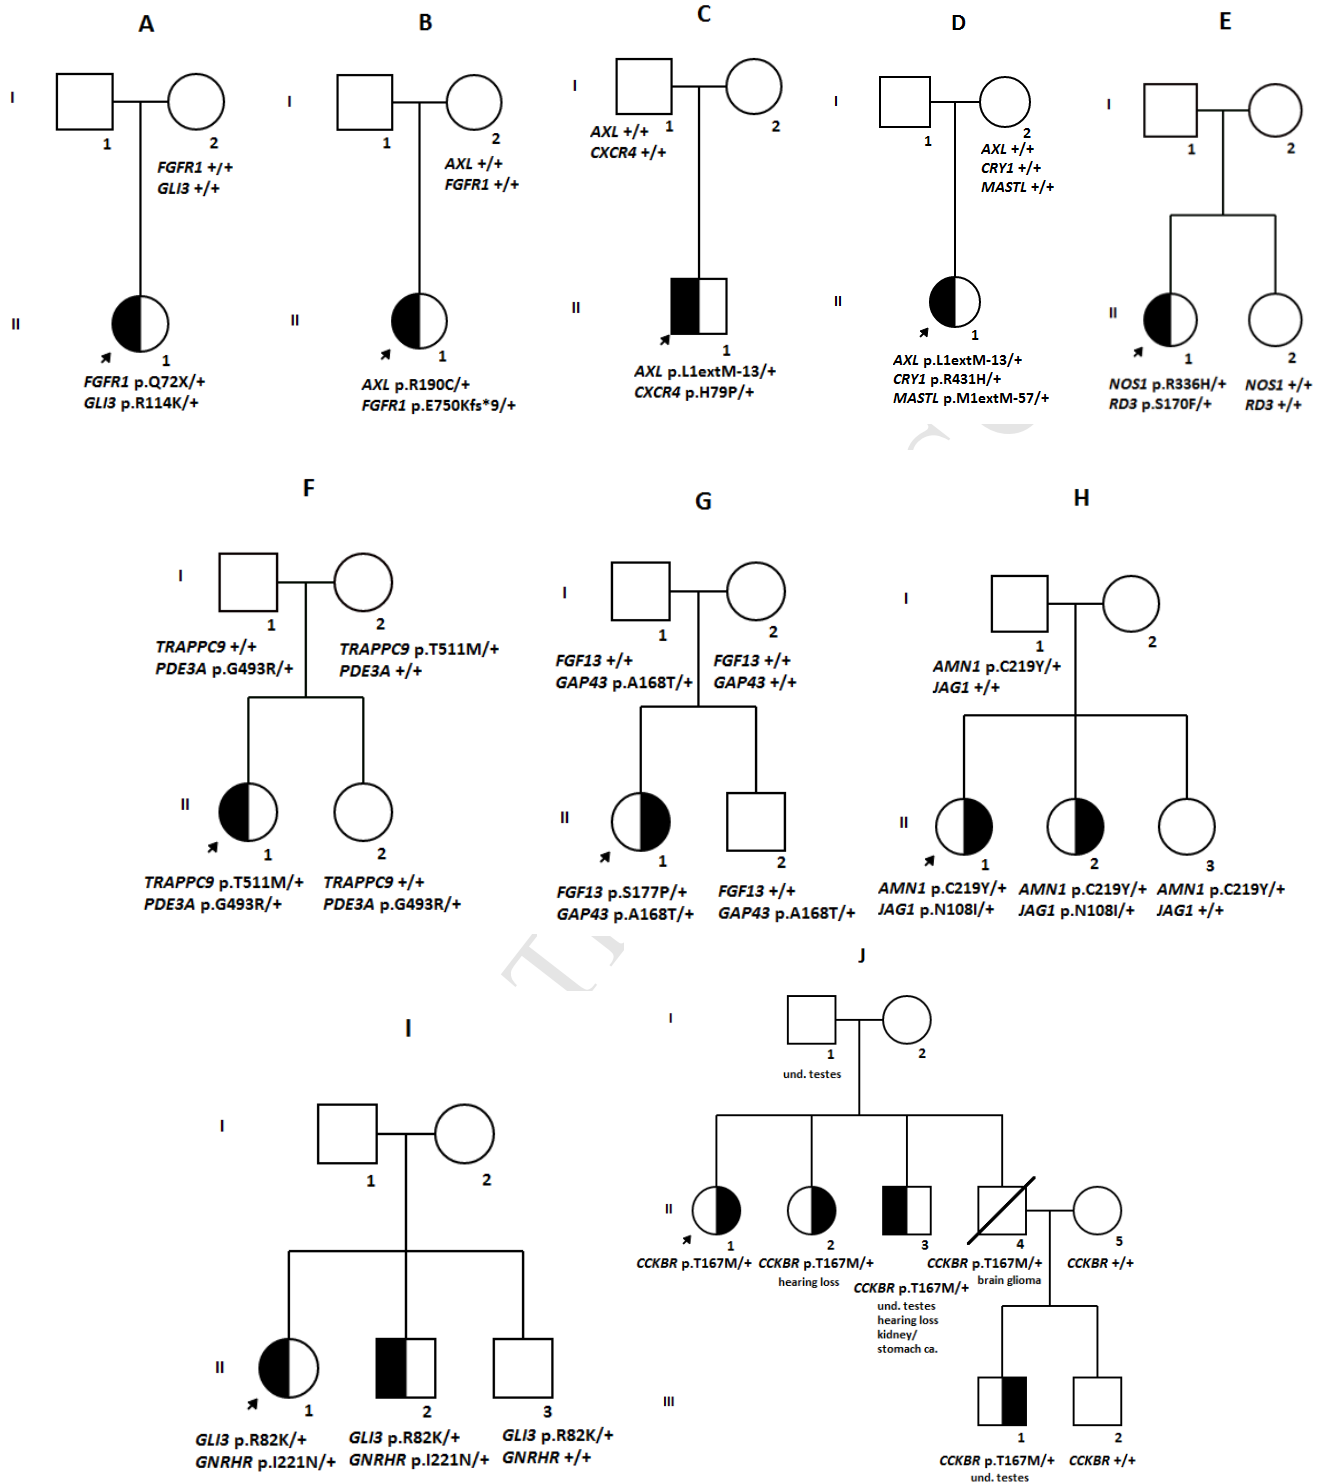 A
I
1
2
FGFR1 +/+
GLI3 +/+
II
1
FGFR1 p.Q72X/+
GLI3 p.R114K/+
B
I
1
2
AXL +/+
FGFR1 +/+
II
1
AXL p.R190C/+
FGFR1 p.E750Kfs*9/+
C
I
1
2
AXL +/+
CXCR4 +/+
II
1
AXL p.L1extM-13/+
CXCR4 p.H79P/+
D
I
1
2
AXL +/+
CRY1 +/+
MASTL +/+
II
1
AXL p.L1extM-13/+
CRY1 p.R431H/+
MASTL p.M1extM-57/+
E
I
1
2
II
1
2
NOS1 p.R336H/+
RD3 p.S170F/+
NOS1 +/+
RD3 +/+
F
I
1
2
TRAPPC9 +/+
PDE3A p.G493R/+
TRAPPC9 p.T511M/+
PDE3A +/+
II
1
2
TRAPPC9 p.T511M/+
PDE3A p.G493R/+
TRAPPC9 +/+
PDE3A p.G493R/+
G
I
1
2
FGF13 +/+
GAP43 p.A168T/+
FGF13 +/+
GAP43 +/+
II
1
2
FGF13 p.S177P/+
GAP43 p.A168T/+
FGF13 +/+
GAP43 p.A168T/+
H
I
1
2
AMN1 p.C219Y/+
JAG1 +/+
II
1
2
3
AMN1 p.C219Y/+
JAG1 p.N108I/+
AMN1 p.C219Y/+
JAG1 p.N108I/+
AMN1 p.C219Y/+
JAG1 +/+
I
I
1
2
II
1
2
3
GLI3 p.R82K/+
GNRHR p.I221N/+
GLI3 p.R82K/+
GNRHR p.I221N/+
GLI3 p.R82K/+
GNRHR +/+
J
I
1
2
und. testes
II
1
2
3
4
5
CCKBR p.T167M/+
CCKBR p.T167M/+
hearing loss
CCKBR p.T167M/+
und. testes
hearing loss
kidney/
stomach ca.
CCKBR p.T167M/+
brain glioma
CCKBR +/+
III
1
2
CCKBR p.T167M/+
und. testes
CCKBR +/+